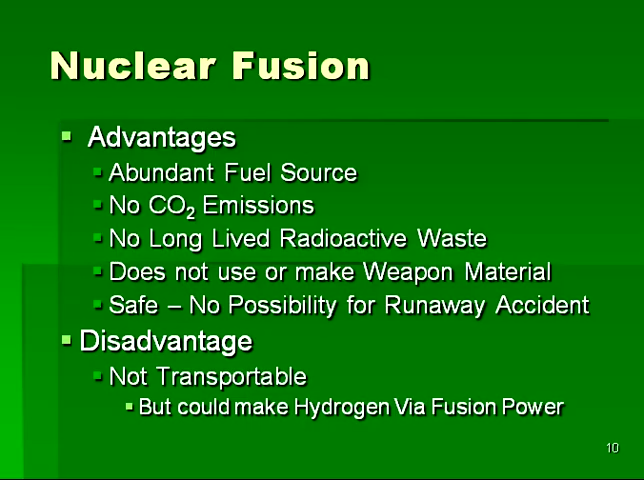 Nuclear Fusion
Advantages
Abundant Fuel Source
No CO₂ Emissions
No Long Lived Radioactive Waste
Does not use or make Weapon Material
Safe – No Possibility for Runaway Accident
Disadvantage
Not Transportable
But could make Hydrogen Via Fusion Power
10